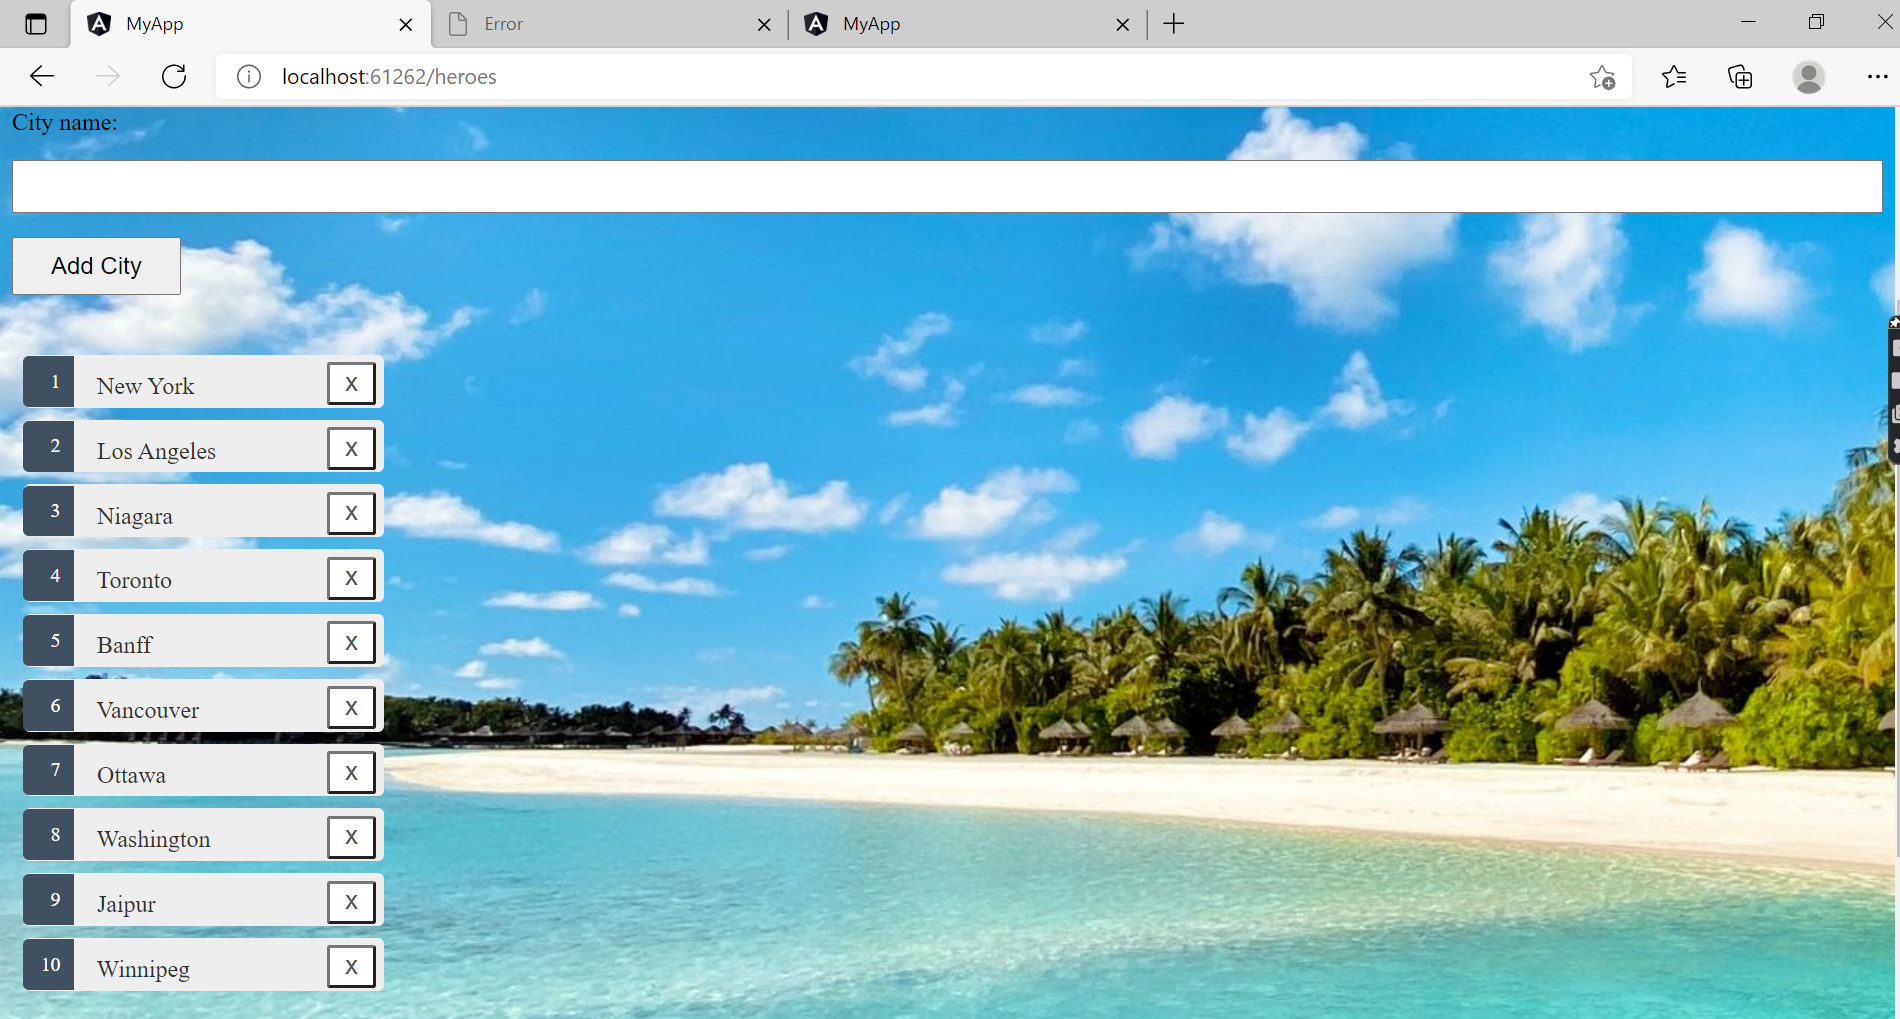 MyApp
Error
MyApp
localhost:61262/heroes
City name:
Add City
1 New York x
2 Los Angeles x
3 Niagara x
4 Toronto x
5 Banff x
6 Vancouver x
7 Ottawa x
8 Washington x
9 Jaipur x
10 Winnipeg x